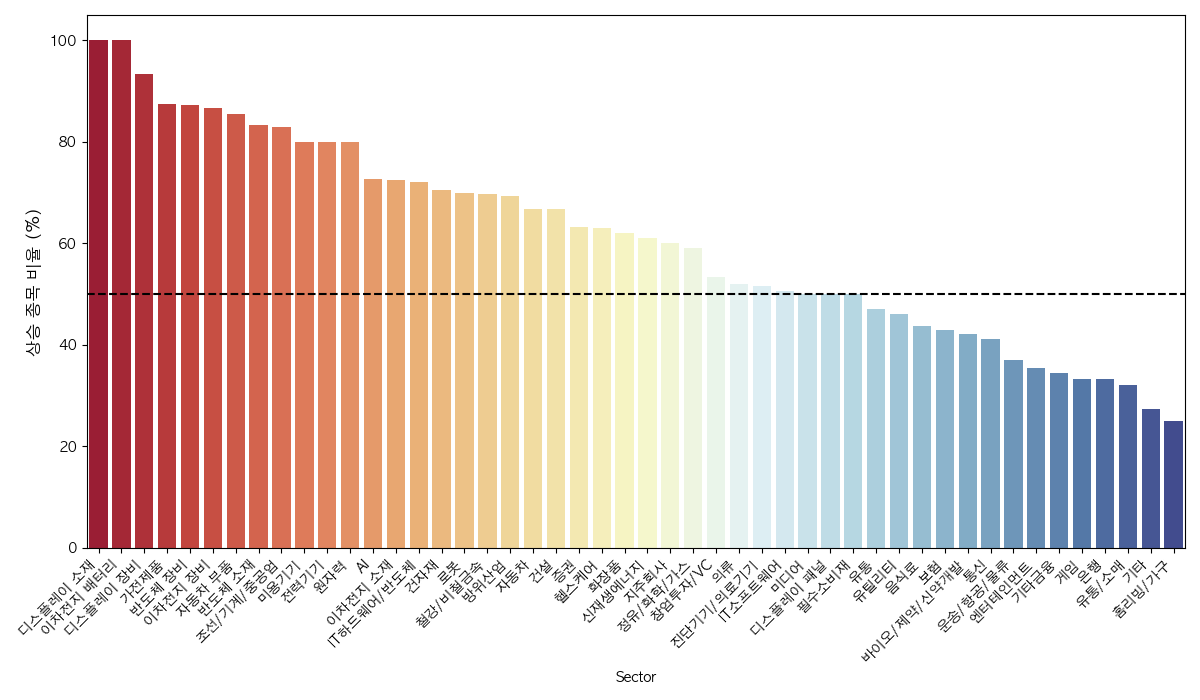 상승 종목 비율 (%)
100
80
60
40
20
0
디스플레이 소재
이차전지 배터리
디스플레이 장비
가전제품
반도체 장비
이차전지 장비
자동차 부품
반도체 소재
조선/기계/중공업
미용기기
전력기기
원자력
AI
이차전지 소재
IT하드웨어/반도체
건자재
로봇
철강/비철금속
방위산업
자동차
건설
증권
헬스케어
화장품
신재생에너지
지주회사
정유/화학/가스
창업투자/VC
의류
진단기기/의료기기
IT소프트웨어
미디어
디스플레이 패널
필수소비재
유통
유틸리티
음식료
보험
바이오/제약/신약개발
통신
운송/항공/물류
엔터테인먼트
기타금융
게임
은행
유통/소매
기타
홈리빙/가구
Sector